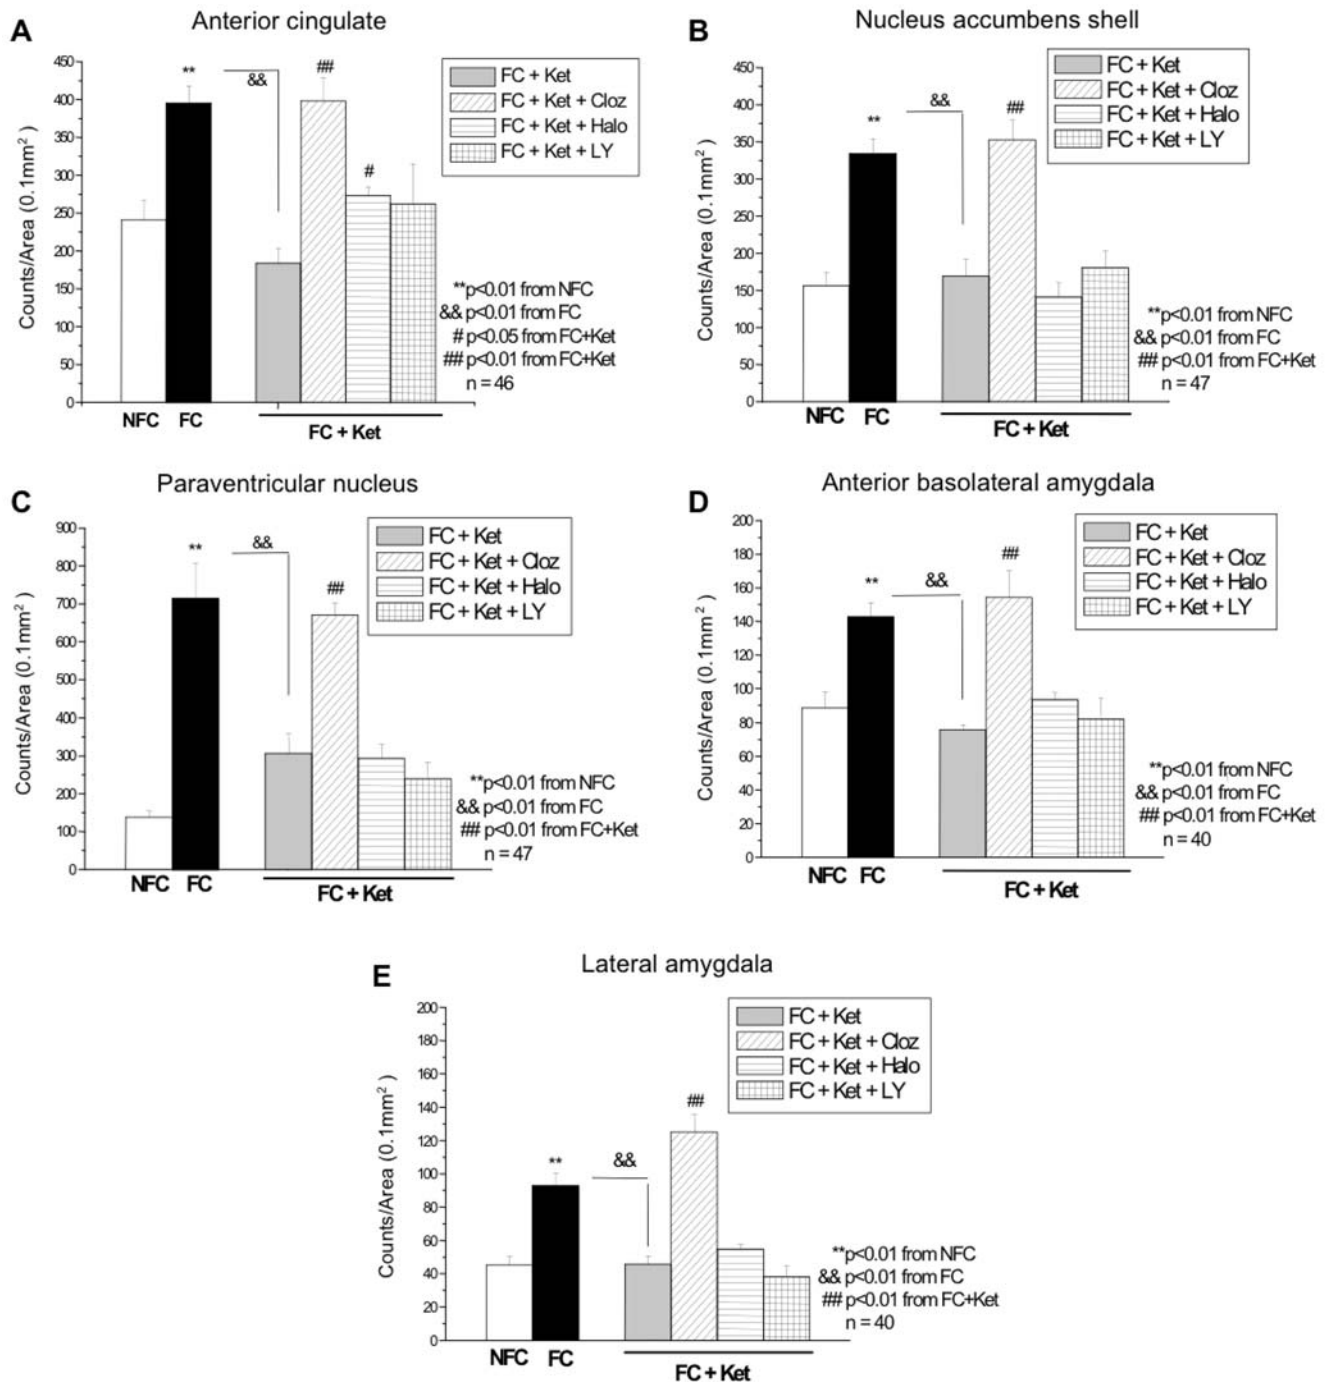 A
Anterior cingulate
450
400
350
300
250
200
150
100
50
0
Counts/Area (0.1mm²)
**
&&
##
#
FC + Ket
FC + Ket + Cloz
FC + Ket + Halo
FC + Ket + LY
**p<0.01 from NFC
&& p<0.01 from FC
# p<0.05 from FC+Ket
## p<0.01 from FC+Ket
n = 46
NFC FC
FC + Ket
B
Nucleus accumbens shell
450
400
350
300
250
200
150
100
50
0
Counts/Area (0.1mm²)
**
&&
##
FC + Ket
FC + Ket + Cloz
FC + Ket + Halo
FC + Ket + LY
**p<0.01 from NFC
&& p<0.01 from FC
## p<0.01 from FC+Ket
n = 47
NFC FC
FC + Ket
C
Paraventricular nucleus
900
800
700
600
500
400
300
200
100
0
Counts/Area (0.1mm²)
**
&&
##
FC + Ket
FC + Ket + Cloz
FC + Ket + Halo
FC + Ket + LY
**p<0.01 from NFC
&& p<0.01 from FC
## p<0.01 from FC+Ket
n = 47
NFC FC
FC + Ket
D
Anterior basolateral amygdala
200
180
160
140
120
100
80
60
40
20
0
Counts/Area (0.1mm²)
**
&&
##
FC + Ket
FC + Ket + Cloz
FC + Ket + Halo
FC + Ket + LY
**p<0.01 from NFC
&& p<0.01 from FC
## p<0.01 from FC+Ket
n = 40
NFC FC
FC + Ket
E
Lateral amygdala
200
180
160
140
120
100
80
60
40
20
0
Counts/Area (0.1mm²)
**
&&
##
FC + Ket
FC + Ket + Cloz
FC + Ket + Halo
FC + Ket + LY
**p<0.01 from NFC
&& p<0.01 from FC
## p<0.01 from FC+Ket
n = 40
NFC FC
FC + Ket